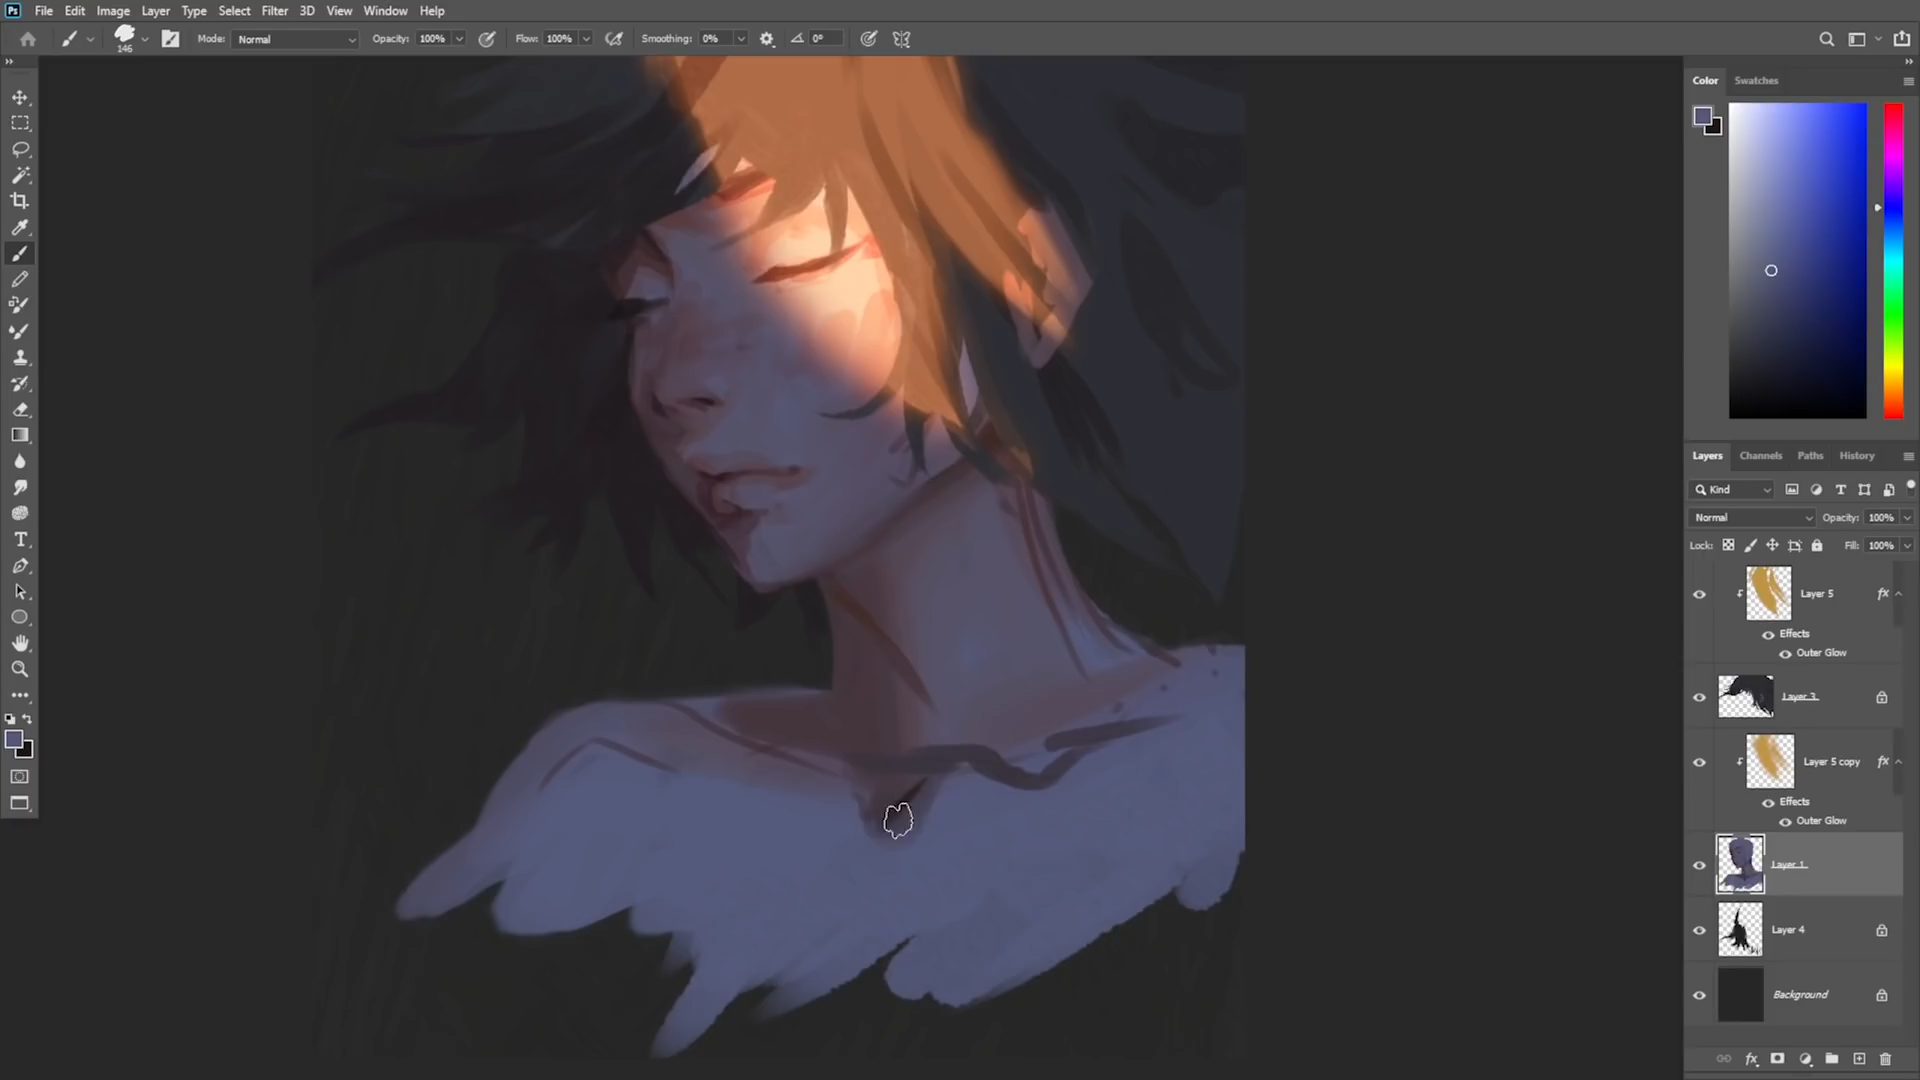 Ps File Edit Image Layer Type Select Filter 3D View Window Help
146 Mode: Normal Opacity: 100% Flow: 100% Smoothing: 0% 0°
Color Swatches
Layers Channels Paths History
Kind T
Normal Opacity: 100%
Lock: Fill: 100%
Layer 5 fx
Effects
Outer Glow
Layer 3
Layer 5 copy fx
Effects
Outer Glow
Layer 1
Layer 4
Background
fx
T